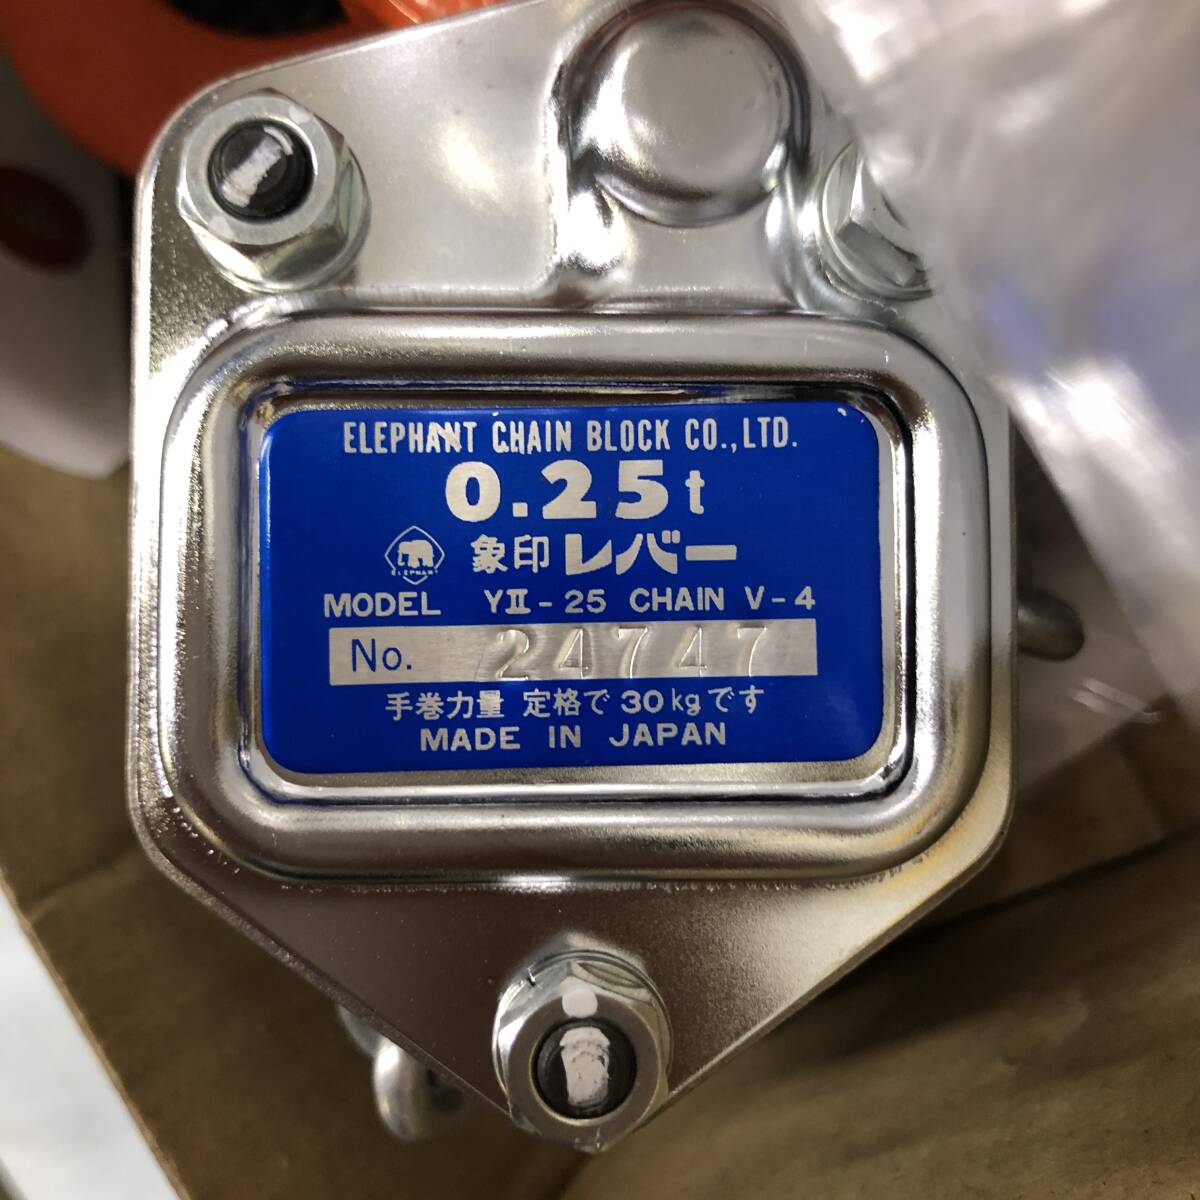 ELEPHANT CHAIN BLOCK CO., LTD.
0.25t
ELEPHANT
象印レバー
MODEL YⅡ-25 CHAIN V-4
No. 24747
手巻力量 定格で30kgです
MADE IN JAPAN